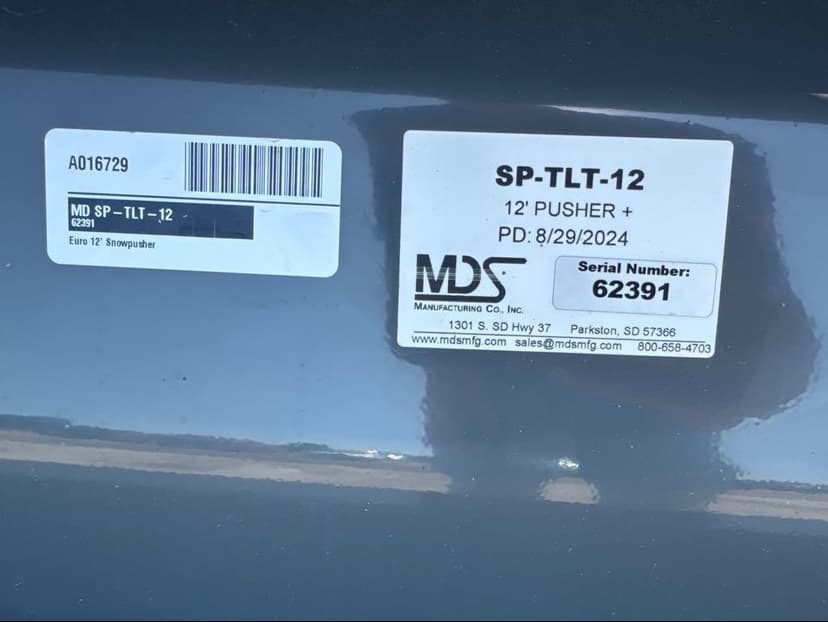 A016729
MD SP-TLT-12
62391
Euro 12' Snowpusher
SP-TLT-12
12' PUSHER +
PD: 8/29/2024
MDS
MANUFACTURING CO., INC.
Serial Number:
62391
1301 S. SD Hwy 37 Parkston, SD 57366
www.mdsmfg.com sales@mdsmfg.com 800-658-4703